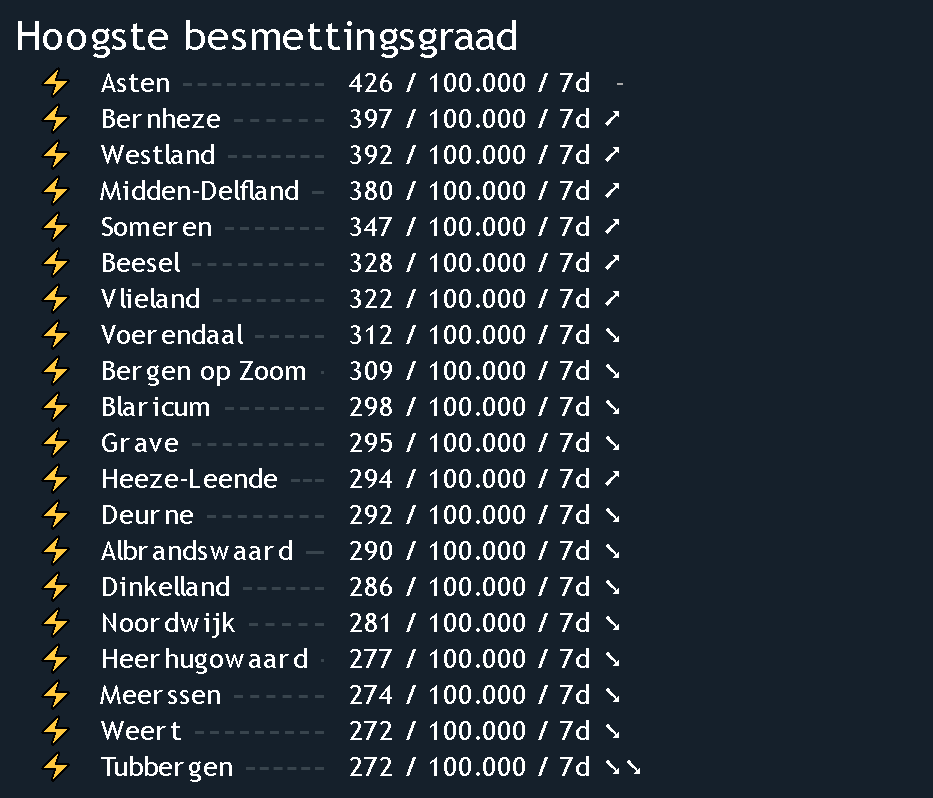 Hoogste besmettingsgraad
⚡ Asten ---------- 426 / 100.000 / 7d -
⚡ Bernheze ------ 397 / 100.000 / 7d ➚
⚡ Westland ------- 392 / 100.000 / 7d ➚
⚡ Midden-Delfland - 380 / 100.000 / 7d ➚
⚡ Someren ------- 347 / 100.000 / 7d ➚
⚡ Beesel --------- 328 / 100.000 / 7d ➚
⚡ Vlieland -------- 322 / 100.000 / 7d ➚
⚡ Voerendaal ----- 312 / 100.000 / 7d ➘
⚡ Bergen op Zoom · 309 / 100.000 / 7d ➘
⚡ Blaricum ------- 298 / 100.000 / 7d ➘
⚡ Grave --------- 295 / 100.000 / 7d ➘
⚡ Heeze-Leende --- 294 / 100.000 / 7d ➚
⚡ Deurne -------- 292 / 100.000 / 7d ➘
⚡ Albrandswaard — 290 / 100.000 / 7d ➘
⚡ Dinkelland ------ 286 / 100.000 / 7d ➘
⚡ Noordwijk ----- 281 / 100.000 / 7d ➘
⚡ Heerhugowaard · 277 / 100.000 / 7d ➘
⚡ Meerssen ------ 274 / 100.000 / 7d ➘
⚡ Weert --------- 272 / 100.000 / 7d ➘
⚡ Tubbergen ------ 272 / 100.000 / 7d ➘➘